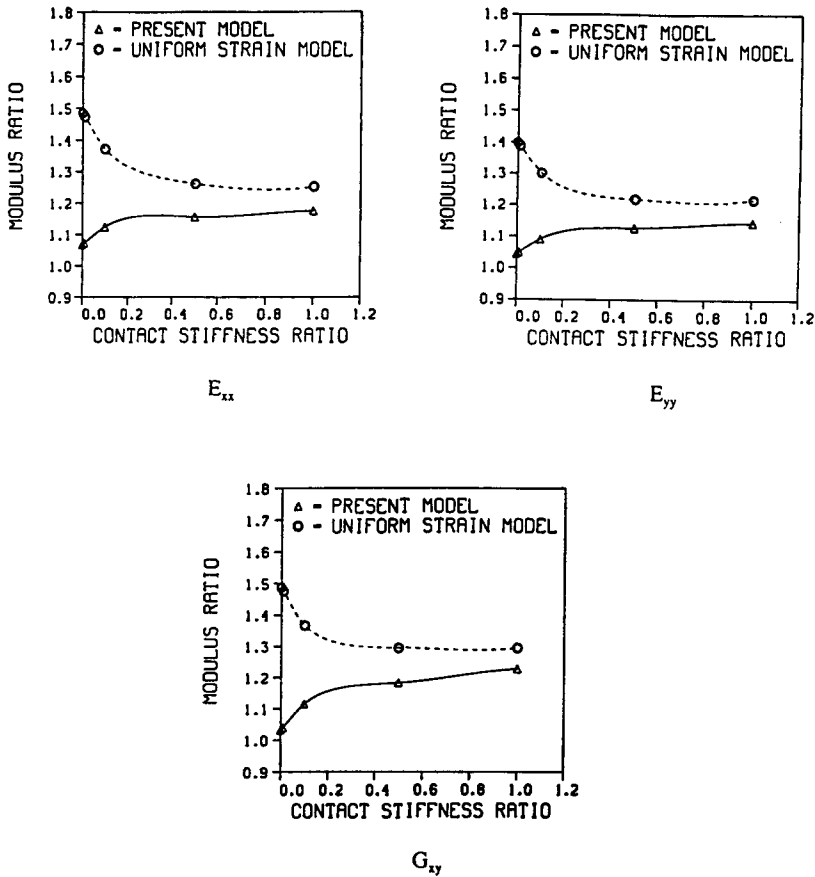 1.8
1.7
1.6
1.5
1.4
1.3
1.2
1.1
1.0
0.9
MODULUS RATIO
▵ - PRESENT MODEL
o - UNIFORM STRAIN MODEL
0.0 0.2 0.4 0.6 0.8 1.0 1.2
CONTACT STIFFNESS RATIO
E_xx
1.8
1.7
1.6
1.5
1.4
1.3
1.2
1.1
1.0
0.9
MODULUS RATIO
▵ - PRESENT MODEL
o - UNIFORM STRAIN MODEL
0.0 0.2 0.4 0.6 0.8 1.0 1.2
CONTACT STIFFNESS RATIO
E_yy
1.8
1.7
1.6
1.5
1.4
1.3
1.2
1.1
1.0
0.9
MODULUS RATIO
▵ - PRESENT MODEL
o - UNIFORM STRAIN MODEL
0.0 0.2 0.4 0.6 0.8 1.0 1.2
CONTACT STIFFNESS RATIO
G_xy